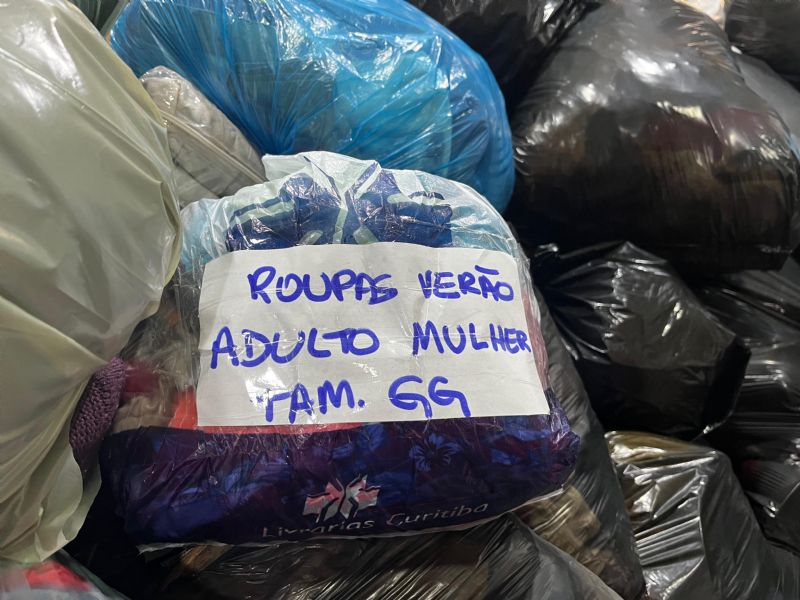 ROUPAS VERÃO
ADULTO MULHER
TAM. GG
Livrarias Curitiba